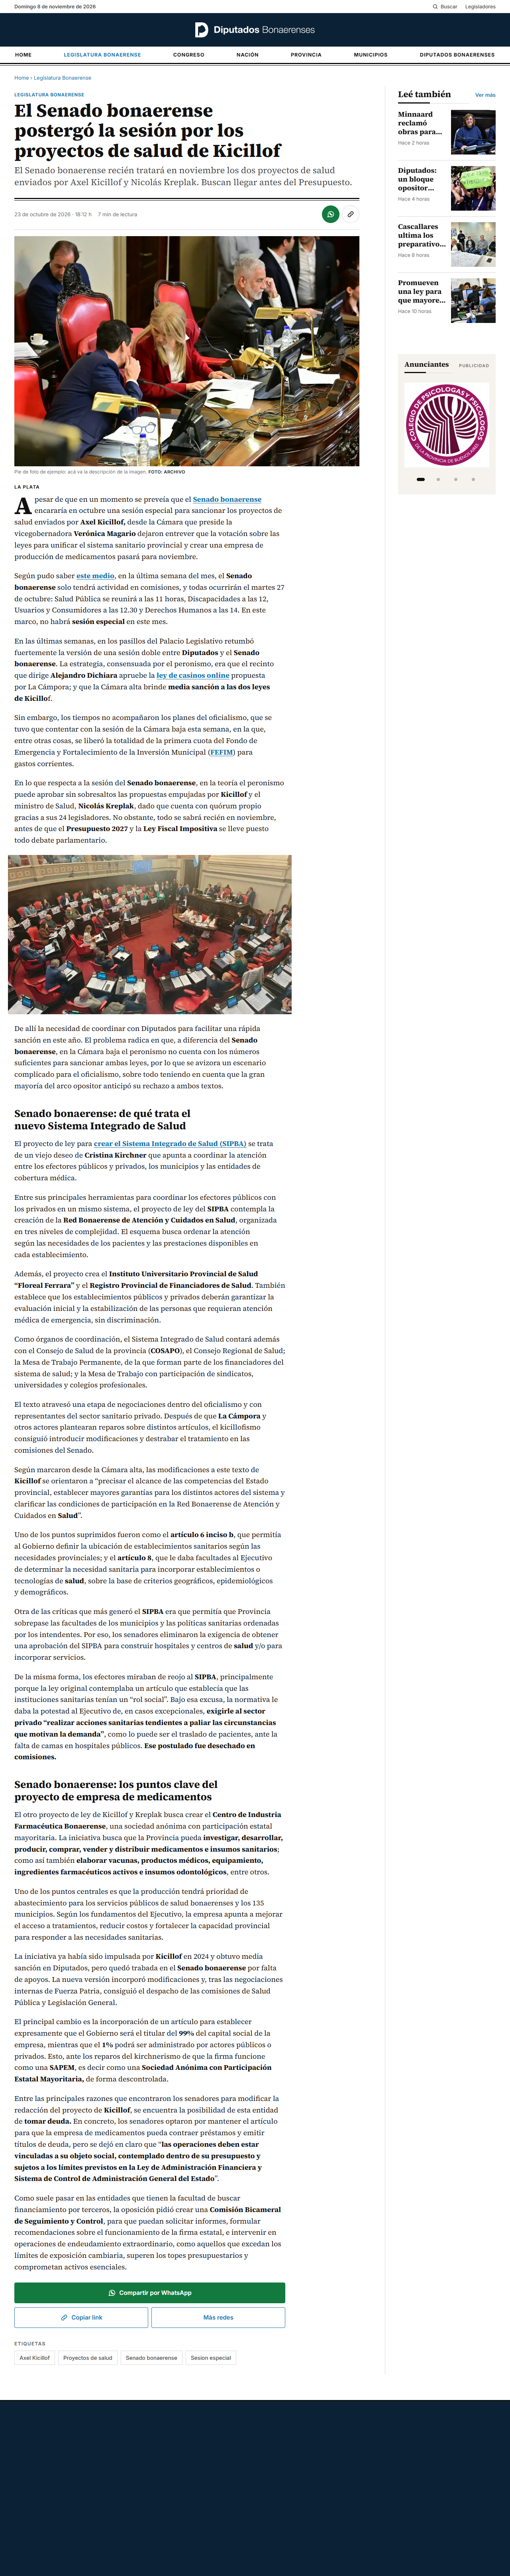 Domingo 8 de noviembre de 2026
Buscar
Legisladores
Diputados Bonaerenses
HOME
LEGISLATURA BONAERENSE
CONGRESO
NACIÓN
PROVINCIA
MUNICIPIOS
DIPUTADOS BONAERENSES
Home › Legislatura Bonaerense
LEGISLATURA BONAERENSE
El Senado bonaerense
postergó la sesión por los
proyectos de salud de Kicillof
El Senado bonaerense recién tratará en noviembre los dos proyectos de salud
enviados por Axel Kicillof y Nicolás Kreplak. Buscan llegar antes del Presupuesto.
23 de octubre de 2026 · 18:12 h
7 min de lectura
Pie de foto de ejemplo: acá va la descripción de la imagen. FOTO: ARCHIVO
LA PLATA
A pesar de que en un momento se preveía que el Senado bonaerense
encararía en octubre una sesión especial para sancionar los proyectos de
salud enviados por Axel Kicillof, desde la Cámara que preside la
vicegobernadora Verónica Magario dejaron entrever que la votación sobre las
leyes para unificar el sistema sanitario provincial y crear una empresa de
producción de medicamentos pasará para noviembre.
Según pudo saber este medio, en la última semana del mes, el Senado
bonaerense solo tendrá actividad en comisiones, y todas ocurrirán el martes 27
de octubre: Salud Pública se reunirá a las 11 horas, Discapacidades a las 12,
Usuarios y Consumidores a las 12.30 y Derechos Humanos a las 14. En este
marco, no habrá sesión especial en este mes.
En las últimas semanas, en los pasillos del Palacio Legislativo retumbó
fuertemente la versión de una sesión doble entre Diputados y el Senado
bonaerense. La estrategia, consensuada por el peronismo, era que el recinto
que dirige Alejandro Dichiara apruebe la ley de casinos online propuesta
por La Cámpora; y que la Cámara alta brinde media sanción a las dos leyes
de Kicillof.
Sin embargo, los tiempos no acompañaron los planes del oficialismo, que se
tuvo que contentar con la sesión de la Cámara baja esta semana, en la que,
entre otras cosas, se liberó la totalidad de la primera cuota del Fondo de
Emergencia y Fortalecimiento de la Inversión Municipal (FEFIM) para
gastos corrientes.
En lo que respecta a la sesión del Senado bonaerense, en la teoría el peronismo
puede aprobar sin sobresaltos las propuestas empujadas por Kicillof y el
ministro de Salud, Nicolás Kreplak, dado que cuenta con quórum propio
gracias a sus 24 legisladores. No obstante, todo se sabrá recién en noviembre,
antes de que el Presupuesto 2027 y la Ley Fiscal Impositiva se lleve puesto
todo debate parlamentario.
De allí la necesidad de coordinar con Diputados para facilitar una rápida
sanción en este año. El problema radica en que, a diferencia del Senado
bonaerense, en la Cámara baja el peronismo no cuenta con los números
suficientes para sancionar ambas leyes, por lo que se avizora un escenario
complicado para el oficialismo, sobre todo teniendo en cuenta que la gran
mayoría del arco opositor anticipó su rechazo a ambos textos.
Senado bonaerense: de qué trata el
nuevo Sistema Integrado de Salud
El proyecto de ley para crear el Sistema Integrado de Salud (SIPBA) se trata
de un viejo deseo de Cristina Kirchner que apunta a coordinar la atención
entre los efectores públicos y privados, los municipios y las entidades de
cobertura médica.
Entre sus principales herramientas para coordinar los efectores públicos con
los privados en un mismo sistema, el proyecto de ley del SIPBA contempla la
creación de la Red Bonaerense de Atención y Cuidados en Salud, organizada
en tres niveles de complejidad. El esquema busca ordenar la atención
según las necesidades de los pacientes y las prestaciones disponibles en
cada establecimiento.
Además, el proyecto crea el Instituto Universitario Provincial de Salud
“Floreal Ferrara” y el Registro Provincial de Financiadores de Salud. También
establece que los establecimientos públicos y privados deberán garantizar la
evaluación inicial y la estabilización de las personas que requieran atención
médica de emergencia, sin discriminación.
Como órganos de coordinación, el Sistema Integrado de Salud contará además
con el Consejo de Salud de la provincia (COSAPO), el Consejo Regional de Salud;
la Mesa de Trabajo Permanente, de la que forman parte de los financiadores del
sistema de salud; y la Mesa de Trabajo con participación de sindicatos,
universidades y colegios profesionales.
El texto atravesó una etapa de negociaciones dentro del oficialismo y con
representantes del sector sanitario privado. Después de que La Cámpora y
otros actores plantearan reparos sobre distintos artículos, el kicillofismo
consiguió introducir modificaciones y destrabar el tratamiento en las
comisiones del Senado.
Según marcaron desde la Cámara alta, las modificaciones a este texto de
Kicillof se orientaron a “precisar el alcance de las competencias del Estado
provincial, establecer mayores garantías para los distintos actores del sistema y
clarificar las condiciones de participación en la Red Bonaerense de Atención y
Cuidados en Salud”.
Uno de los puntos suprimidos fueron como el artículo 6 inciso b, que permitía
al Gobierno definir la ubicación de establecimientos sanitarios según las
necesidades provinciales; y el artículo 8, que le daba facultades al Ejecutivo
de determinar la necesidad sanitaria para incorporar establecimientos o
tecnologías de salud, sobre la base de criterios geográficos, epidemiológicos
y demográficos.
Otra de las críticas que más generó el SIPBA era que permitía que Provincia
sobrepase las facultades de los municipios y las políticas sanitarias ordenadas
por los intendentes. Por eso, los senadores eliminaron la exigencia de obtener
una aprobación del SIPBA para construir hospitales y centros de salud y/o para
incorporar servicios.
De la misma forma, los efectores miraban de reojo al SIPBA, principalmente
porque la ley original contemplaba un artículo que establecía que las
instituciones sanitarias tenían un “rol social”. Bajo esa excusa, la normativa le
daba la potestad al Ejecutivo de, en casos excepcionales, exigirle al sector
privado “realizar acciones sanitarias tendientes a paliar las circunstancias
que motivan la demanda”, como lo puede ser el traslado de pacientes, ante la
falta de camas en hospitales públicos. Ese postulado fue desechado en
comisiones.
Senado bonaerense: los puntos clave del
proyecto de empresa de medicamentos
El otro proyecto de ley de Kicillof y Kreplak busca crear el Centro de Industria
Farmacéutica Bonaerense, una sociedad anónima con participación estatal
mayoritaria. La iniciativa busca que la Provincia pueda investigar, desarrollar,
producir, comprar, vender y distribuir medicamentos e insumos sanitarios;
como así también elaborar vacunas, productos médicos, equipamiento,
ingredientes farmacéuticos activos e insumos odontológicos, entre otros.
Uno de los puntos centrales es que la producción tendrá prioridad de
abastecimiento para los servicios públicos de salud bonaerenses y los 135
municipios. Según los fundamentos del Ejecutivo, la empresa apunta a mejorar
el acceso a tratamientos, reducir costos y fortalecer la capacidad provincial
para responder a las necesidades sanitarias.
La iniciativa ya había sido impulsada por Kicillof en 2024 y obtuvo media
sanción en Diputados, pero quedó trabada en el Senado bonaerense por falta
de apoyos. La nueva versión incorporó modificaciones y, tras las negociaciones
internas de Fuerza Patria, consiguió el despacho de las comisiones de Salud
Pública y Legislación General.
El principal cambio es la incorporación de un artículo para establecer
expresamente que el Gobierno será el titular del 99% del capital social de la
empresa, mientras que el 1% podrá ser administrado por actores públicos o
privados. Esto, ante los reparos del kirchnerismo de que la firma funcione
como una SAPEM, es decir como una Sociedad Anónima con Participación
Estatal Mayoritaria, de forma descontrolada.
Entre las principales razones que encontraron los senadores para modificar la
redacción del proyecto de Kicillof, se encuentra la posibilidad de esta entidad
de tomar deuda. En concreto, los senadores optaron por mantener el artículo
para que la empresa de medicamentos pueda contraer préstamos y emitir
títulos de deuda, pero se dejó en claro que “las operaciones deben estar
vinculadas a su objeto social, contemplado dentro de su presupuesto y
sujetos a los límites previstos en la Ley de Administración Financiera y
Sistema de Control de Administración General del Estado”.
Como suele pasar en las entidades que tienen la facultad de buscar
financiamiento por terceros, la oposición pidió crear una Comisión Bicameral
de Seguimiento y Control, para que puedan solicitar informes, formular
recomendaciones sobre el funcionamiento de la firma estatal, e intervenir en
operaciones de endeudamiento extraordinario, como aquellos que excedan los
límites de exposición cambiaria, superen los topes presupuestarios y
comprometan activos esenciales.
Compartir por WhatsApp
Copiar link
Más redes
ETIQUETAS
Axel Kicillof
Proyectos de salud
Senado bonaerense
Sesion especial
Leé también
Ver más
Minnaard
reclamó
obras para...
Hace 2 horas
Diputados:
un bloque
opositor...
Hace 4 horas
Cascallares
ultima los
preparativo...
Hace 8 horas
Promueven
una ley para
que mayore...
Hace 10 horas
Anunciantes
PUBLICIDAD
COLEGIO DE PSICOLOGAS Y PSICOLOGOS
DE LA PROVINCIA DE BUENOS AIRES